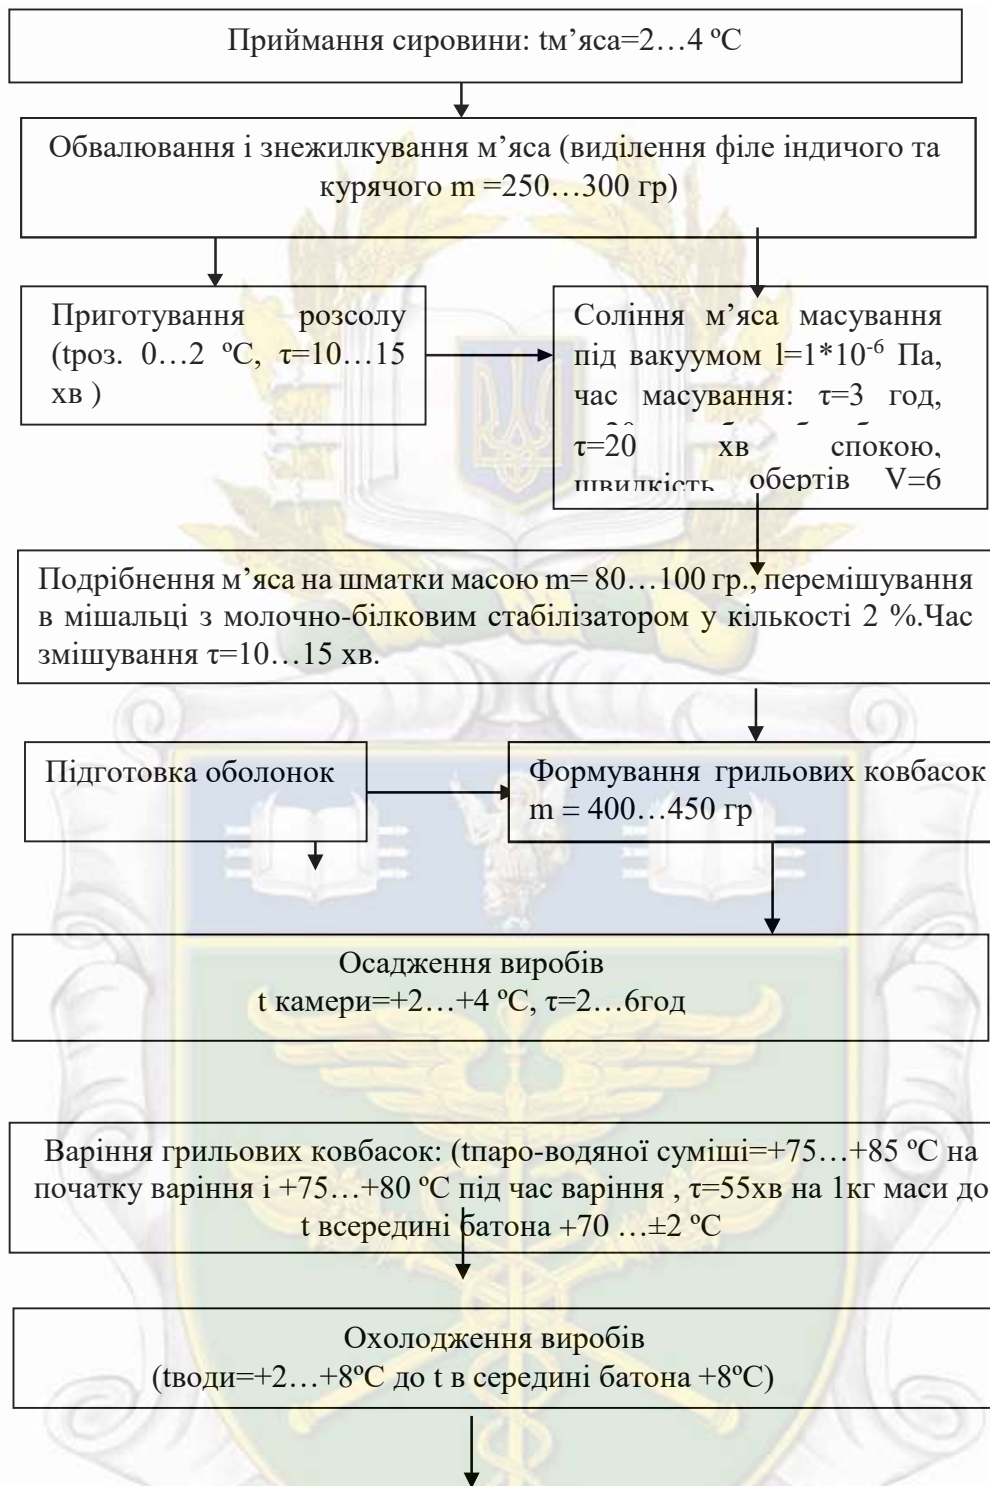 Приймання сировини: tм’яса=2…4 ºС
Обвалювання і знежилкування м’яса (виділення філе індичого та
курячого m =250…300 гр)
Приготування розсолу
(tроз. 0…2 ºС, τ=10…15
хв )
Соління м’яса масування
під вакуумом l=1*10⁻⁶ Па,
час масування: τ=3 год,
τ=20 хв спокою,
швидкість обертів V=6
Подрібнення м’яса на шматки масою m= 80…100 гр., перемішування
в мішальці з молочно-білковим стабілізатором у кількості 2 %.Час
змішування τ=10…15 хв.
Підготовка оболонок
Формування грильових ковбасок
m = 400…450 гр
Осадження виробів
t камери=+2…+4 ºС, τ=2…6год
Варіння грильових ковбасок: (tпаро-водяної суміші=+75…+85 ºС на
початку варіння і +75…+80 ºС під час варіння , τ=55хв на 1кг маси до
t всередині батона +70 …±2 ºС
Охолодження виробів
(tводи=+2…+8ºС до t в середині батона +8ºС)